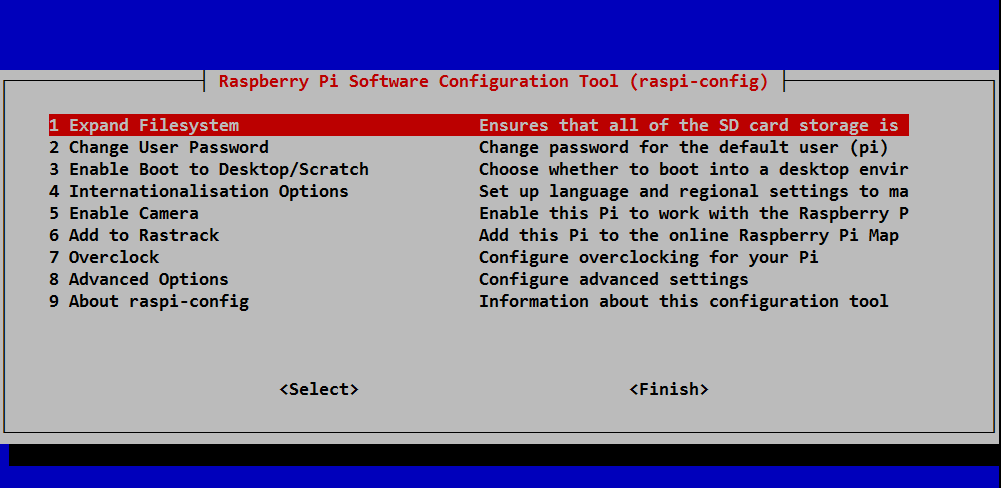 Raspberry Pi Software Configuration Tool (raspi-config)
1 Expand Filesystem Ensures that all of the SD card storage is
2 Change User Password Change password for the default user (pi)
3 Enable Boot to Desktop/Scratch Choose whether to boot into a desktop envir
4 Internationalisation Options Set up language and regional settings to ma
5 Enable Camera Enable this Pi to work with the Raspberry P
6 Add to Rastrack Add this Pi to the online Raspberry Pi Map
7 Overclock Configure overclocking for your Pi
8 Advanced Options Configure advanced settings
9 About raspi-config Information about this configuration tool
<Select> <Finish>